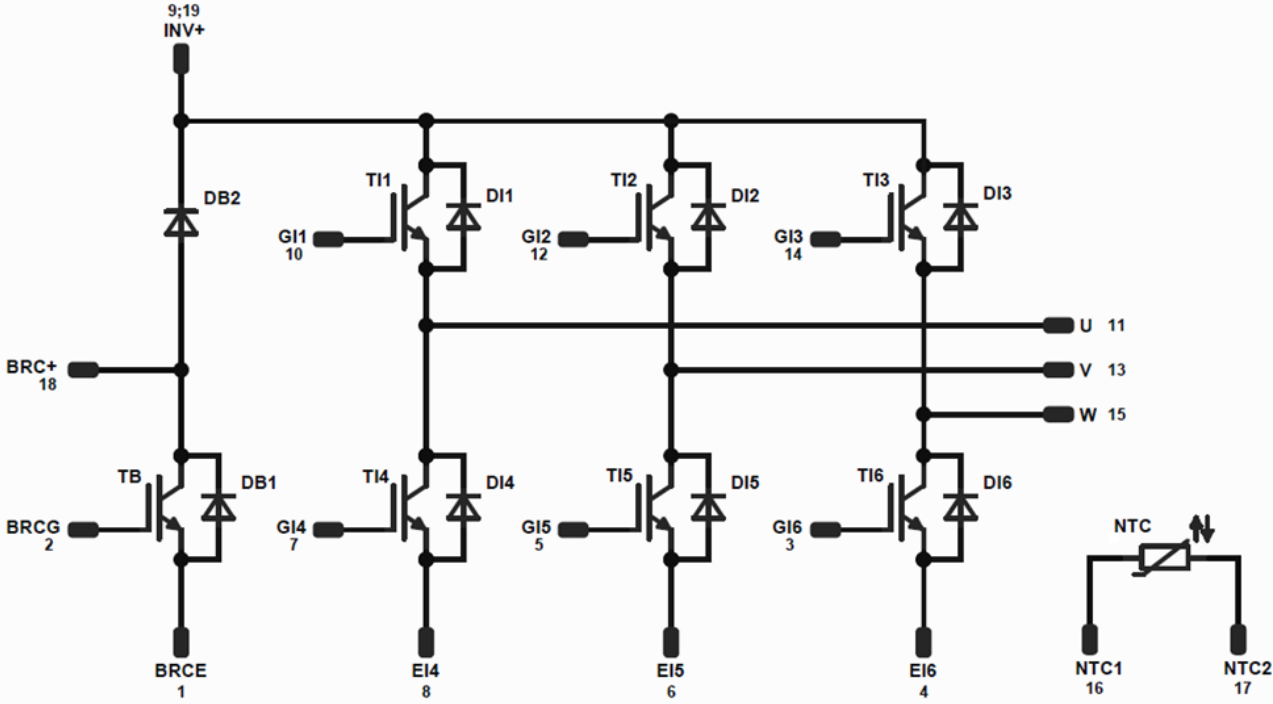 9;19
INV+
DB2
TI1
DI1
TI2
DI2
TI3
DI3
GI1
10
GI2
12
GI3
14
U 11
BRC+
18
V 13
W 15
TB
DB1
TI4
DI4
TI5
DI5
TI6
DI6
BRCG
2
GI4
7
GI5
5
GI6
3
NTC
BRCE
1
EI4
8
EI5
6
EI6
4
NTC1
16
NTC2
17